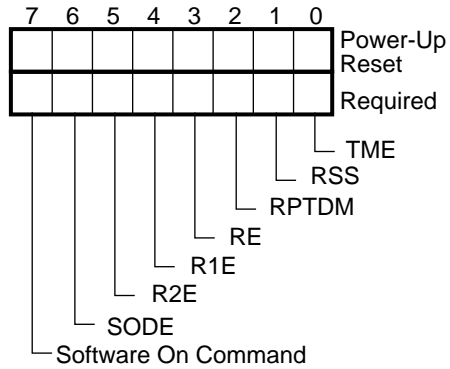 7 6 5 4 3 2 1 0
Power-Up
Reset
Required
TME
RSS
RPTDM
RE
R1E
R2E
SODE
Software On Command